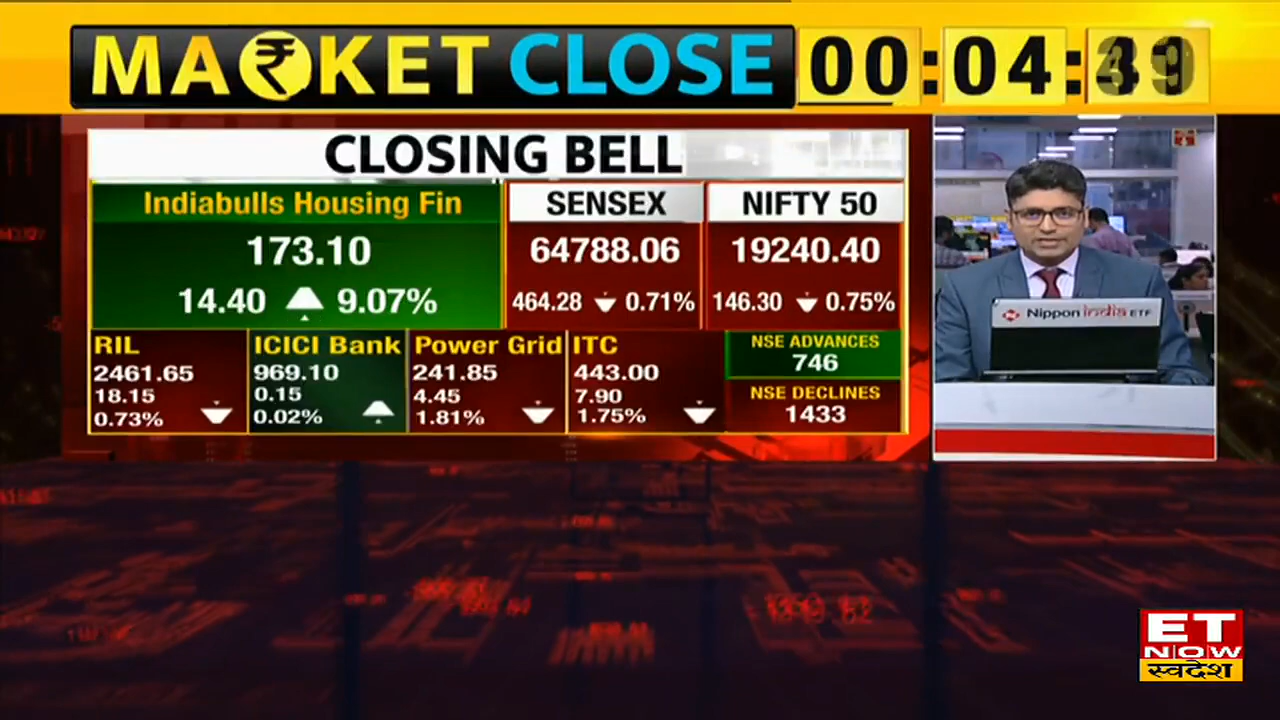 MA₹KET CLOSE 00:04:
CLOSING BELL
Indiabulls Housing Fin
173.10
14.40 9.07%
SENSEX
64788.06
464.28 0.71%
NIFTY 50
19240.40
146.30 0.75%
RIL
2461.65
18.15
0.73%
ICICI Bank
969.10
0.15
0.02%
Power Grid
241.85
4.45
1.81%
ITC
443.00
7.90
1.75%
NSE ADVANCES
746
NSE DECLINES
1433
Nippon india ETF
ET
NOW
स्वदेश